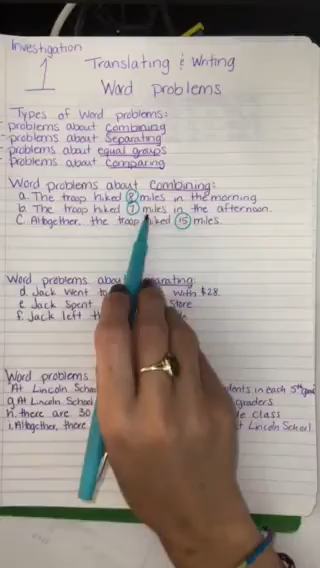 Investigation
1
Translating & Writing
Word problems
Types of Word problems:
- problems about combining
- problems about separating
- problems about equal groups
- problems about comparing
Word problems about combining:
a. The troop hiked 8 miles in the morning
b. The troop hiked 7 miles in the afternoon.
c. Altogether, the troop hiked 15 miles.
Word problems about separating:
d. Jack went to with $28.
e. Jack spent store
f. Jack left
Word problems
At Lincoln School in each 5th
g. At Lincoln School graders
h. there are 30 class
i. Altogether, there at Lincoln School